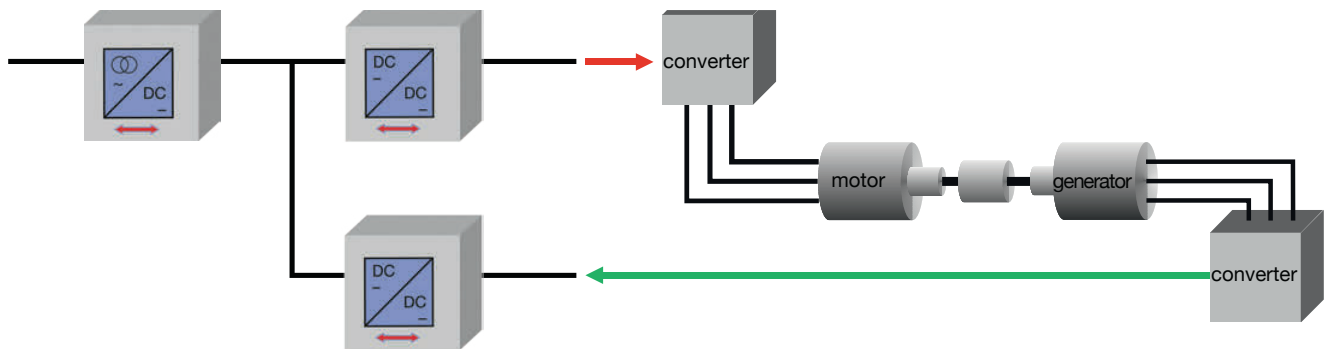 ~
DC
–
DC
–
DC
–
converter
motor
generator
DC
–
DC
–
converter